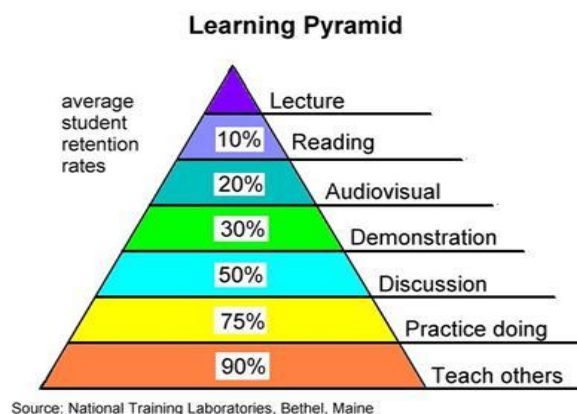 Learning Pyramid
average
student
retention
rates
Lecture
10% Reading
20% Audiovisual
30% Demonstration
50% Discussion
75% Practice doing
90% Teach others
Source: National Training Laboratories, Bethel, Maine